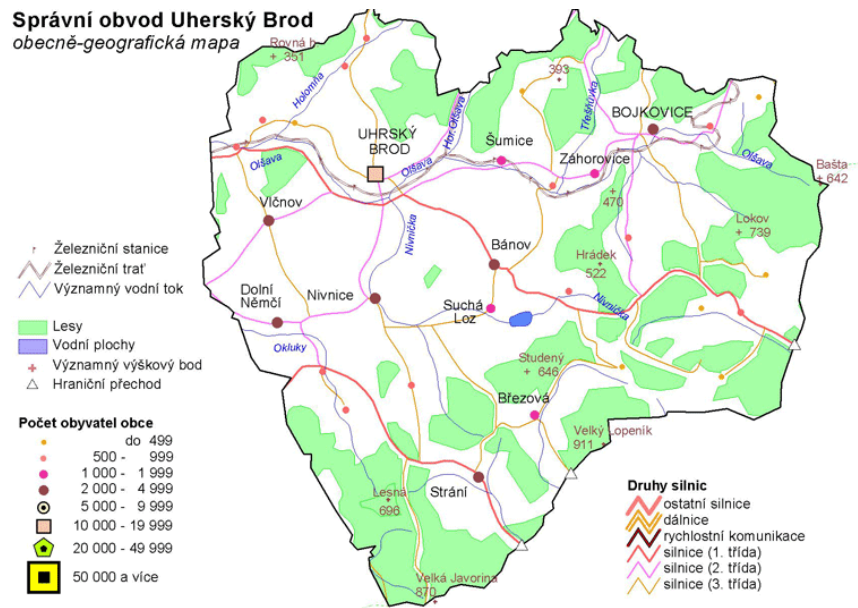 Správní obvod Uherský Brod
obecně-geografická mapa
Rovná h.
351
393
Holomňa
Hor.Olšava
Třešňůvka
BOJKOVICE
UHRSKÝ
BROD
Šumice
Olšava
Olšava
Záhorovice
Olšava
Bašta
642
Vlčnov
470
Lokov
739
Nivnička
Bánov
Hrádek
522
Železniční stanice
Železniční trať
Významný vodní tok
Dolní
Němčí
Nivnice
Suchá
Loz
Nivnička
Lesy
Vodní plochy
Významný výškový bod
Hraniční přechod
Okluky
Studený
646
Březová
Velký Lopeník
911
Počet obyvatel obce
do 499
500 - 999
1 000 - 1 999
2 000 - 4 999
5 000 - 9 999
10 000 - 19 999
20 000 - 49 999
50 000 a více
Lesná
696
Strání
Velká Javorina
870
Druhy silnic
ostatní silnice
dálnice
rychlostní komunikace
silnice (1. třída)
silnice (2. třída)
silnice (3. třída)